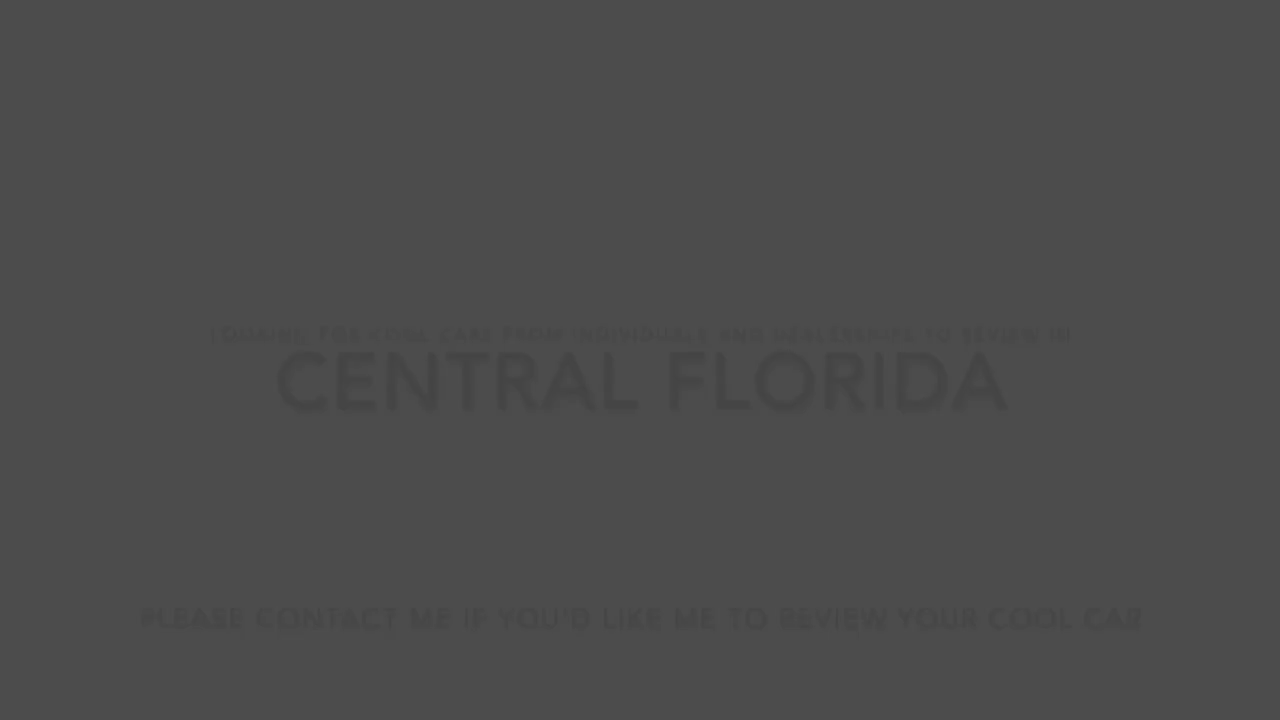 LOOKING FOR COOL CARS FROM INDIVIDUALS AND DEALERSHIPS TO REVIEW IN
CENTRAL FLORIDA
PLEASE CONTACT ME IF YOU'D LIKE ME TO REVIEW YOUR COOL CAR